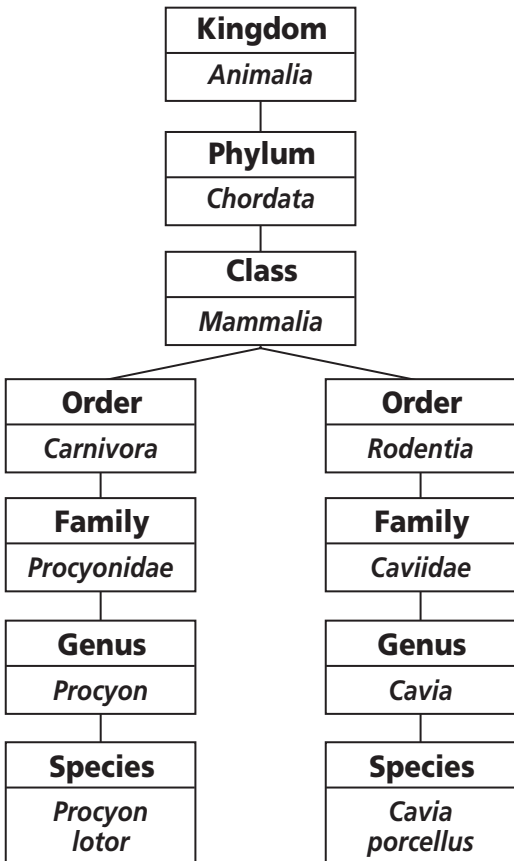 Kingdom
Animalia
Phylum
Chordata
Class
Mammalia
Order
Carnivora
Family
Procyonidae
Genus
Procyon
Species
Procyon
lotor
Order
Rodentia
Family
Caviidae
Genus
Cavia
Species
Cavia
porcellus